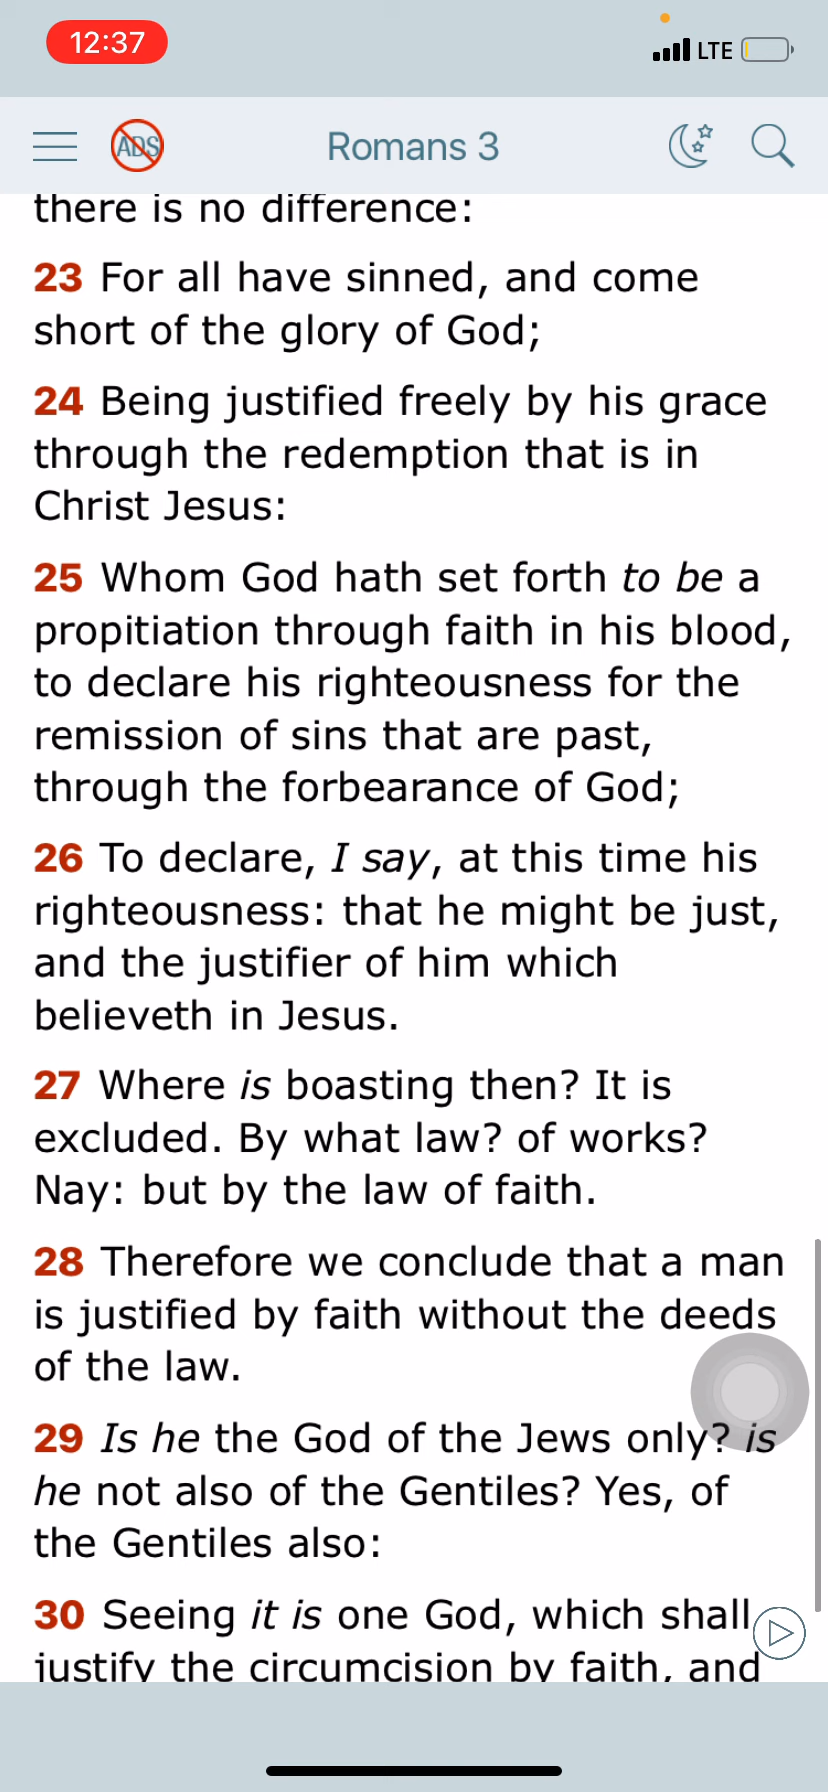 12:37
LTE
ADS
Romans 3
there is no difference:
23 For all have sinned, and come
short of the glory of God;
24 Being justified freely by his grace
through the redemption that is in
Christ Jesus:
25 Whom God hath set forth to be a
propitiation through faith in his blood,
to declare his righteousness for the
remission of sins that are past,
through the forbearance of God;
26 To declare, I say, at this time his
righteousness: that he might be just,
and the justifier of him which
believeth in Jesus.
27 Where is boasting then? It is
excluded. By what law? of works?
Nay: but by the law of faith.
28 Therefore we conclude that a man
is justified by faith without the deeds
of the law.
29 Is he the God of the Jews only? is
he not also of the Gentiles? Yes, of
the Gentiles also:
30 Seeing it is one God, which shall
justify the circumcision by faith, and